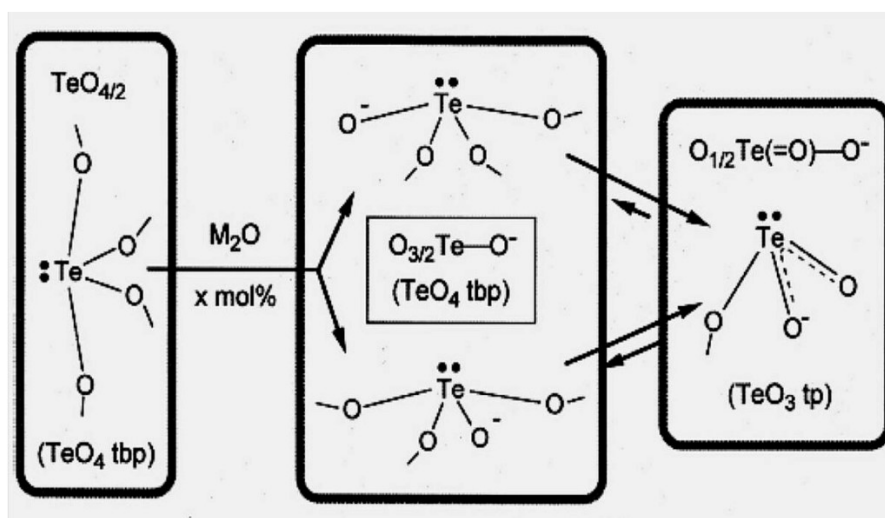 TeO4/2
O
Te
O
O
O
(TeO4 tbp)
M2O
x mol%
O-
Te
O
O
O
O3/2Te—O-
(TeO4 tbp)
Te
O
O
O
O-
O1/2Te(=O)—O-
Te
O
O
O-
(TeO3 tp)